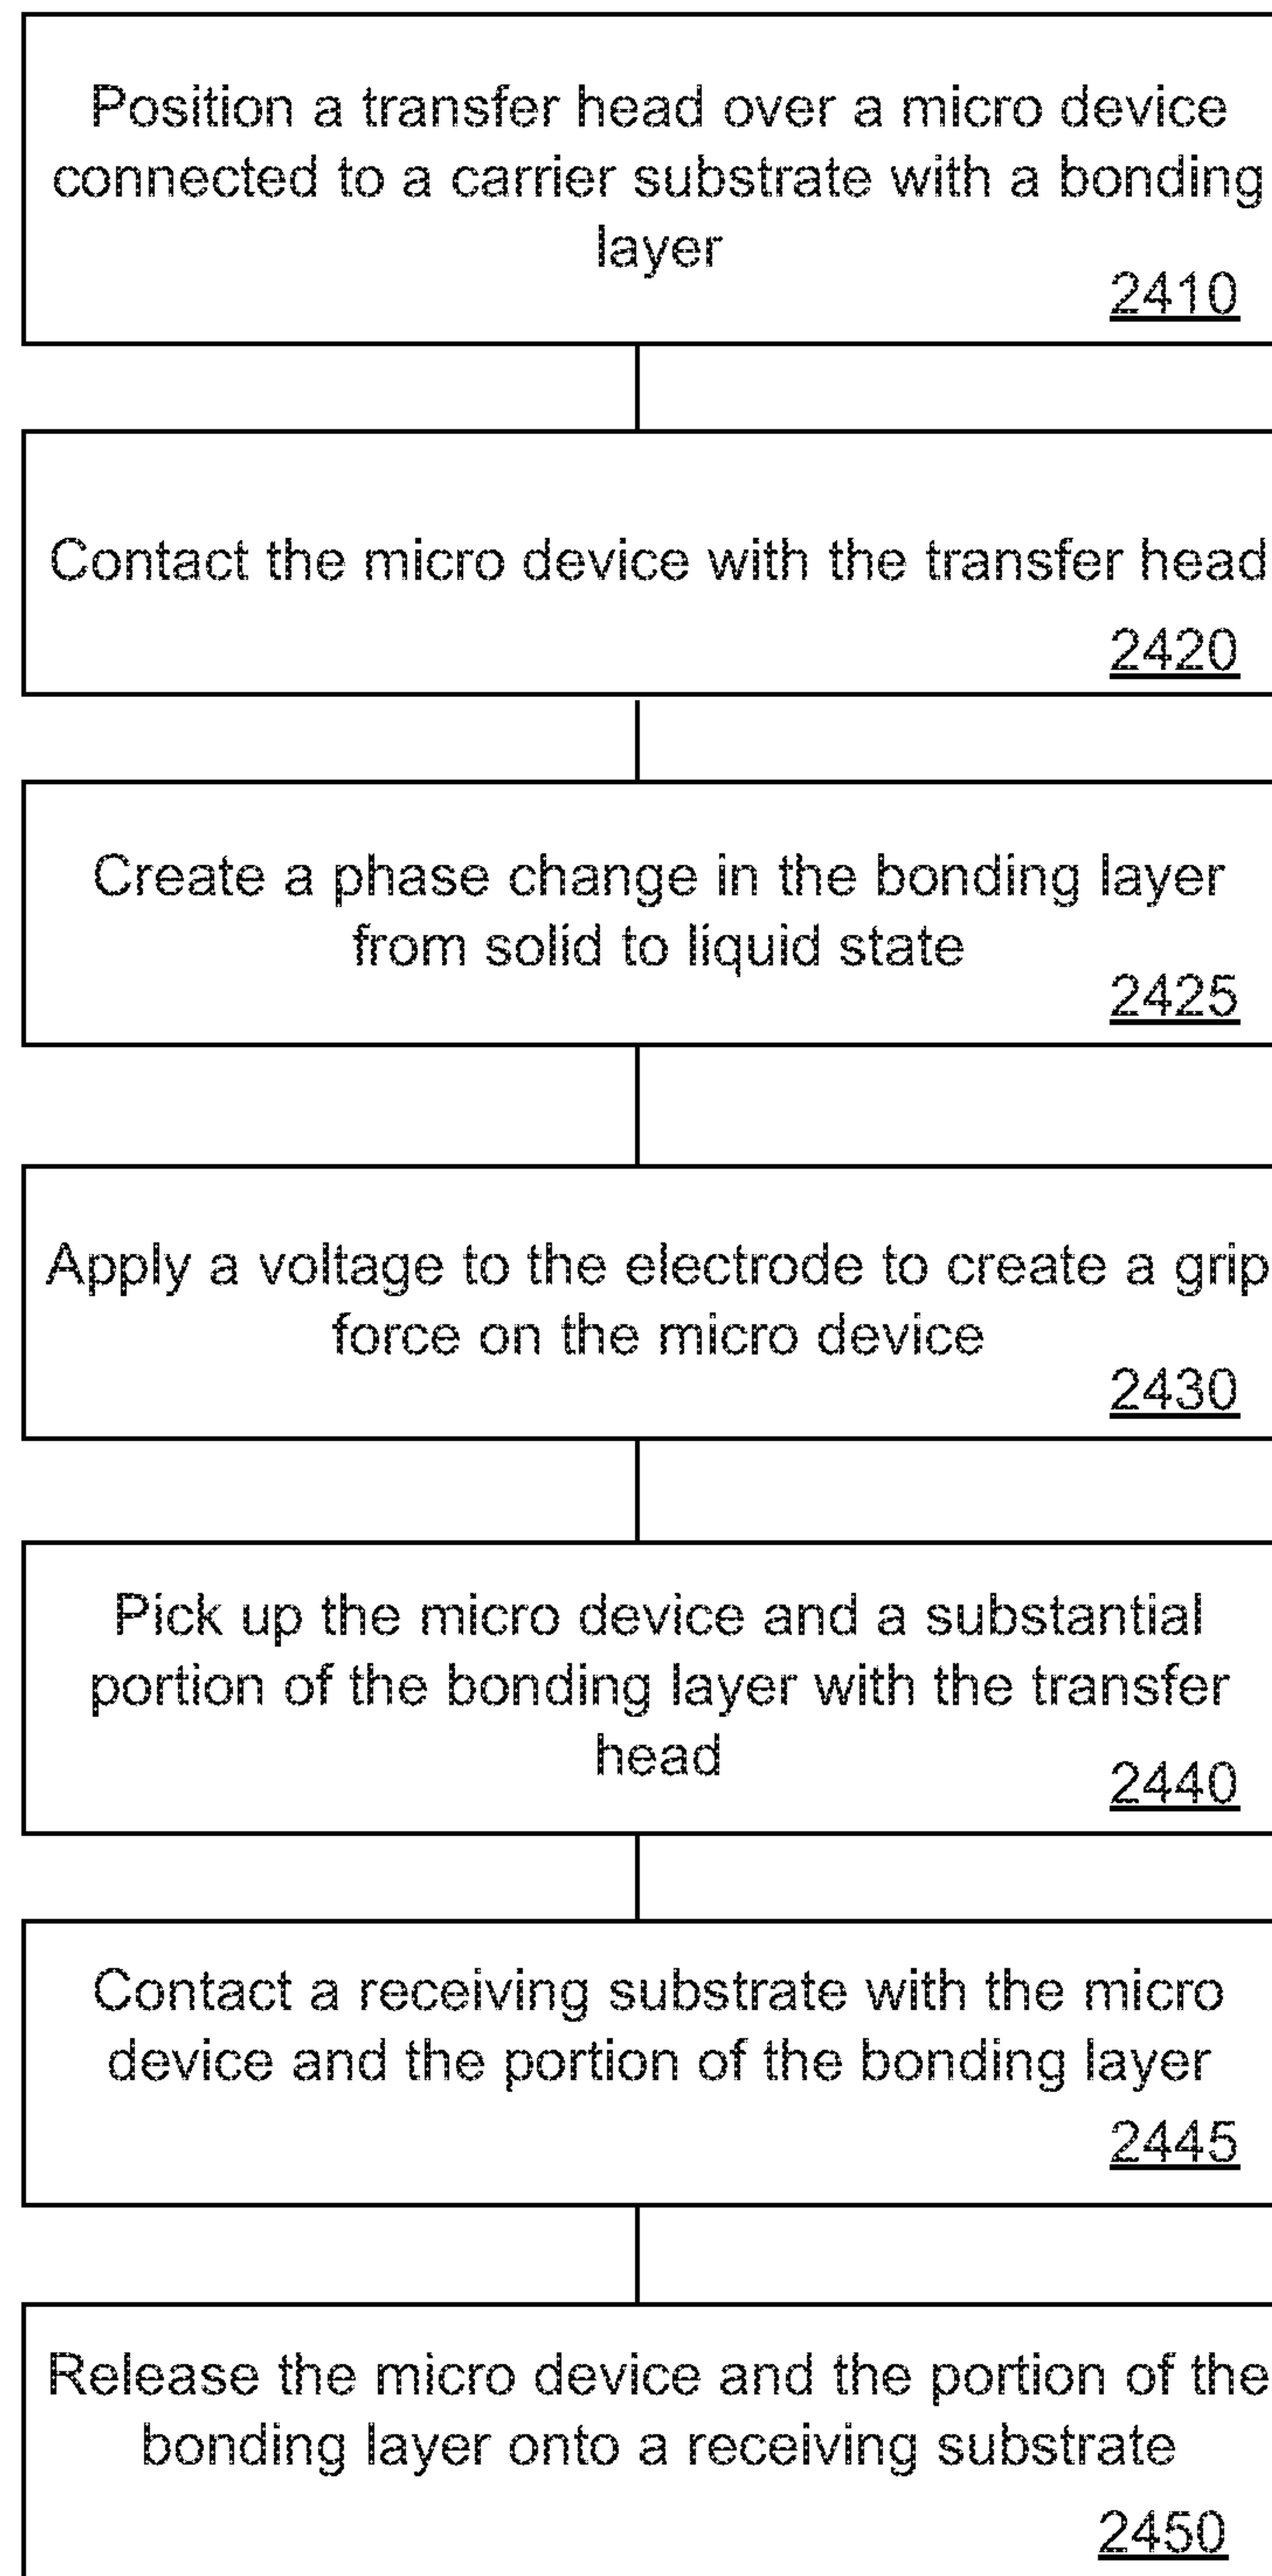 Position a transfer head over a micro device
connected to a carrier substrate with a bonding
layer
2410
Contact the micro device with the transfer head
2420
Create a phase change in the bonding layer
from solid to liquid state
2425
Apply a voltage to the electrode to create a grip
force on the micro device
2430
Pick up the micro device and a substantial
portion of the bonding layer with the transfer
head
2440
Contact a receiving substrate with the micro
device and the portion of the bonding layer
2445
Release the micro device and the portion of the
bonding layer onto a receiving substrate
2450